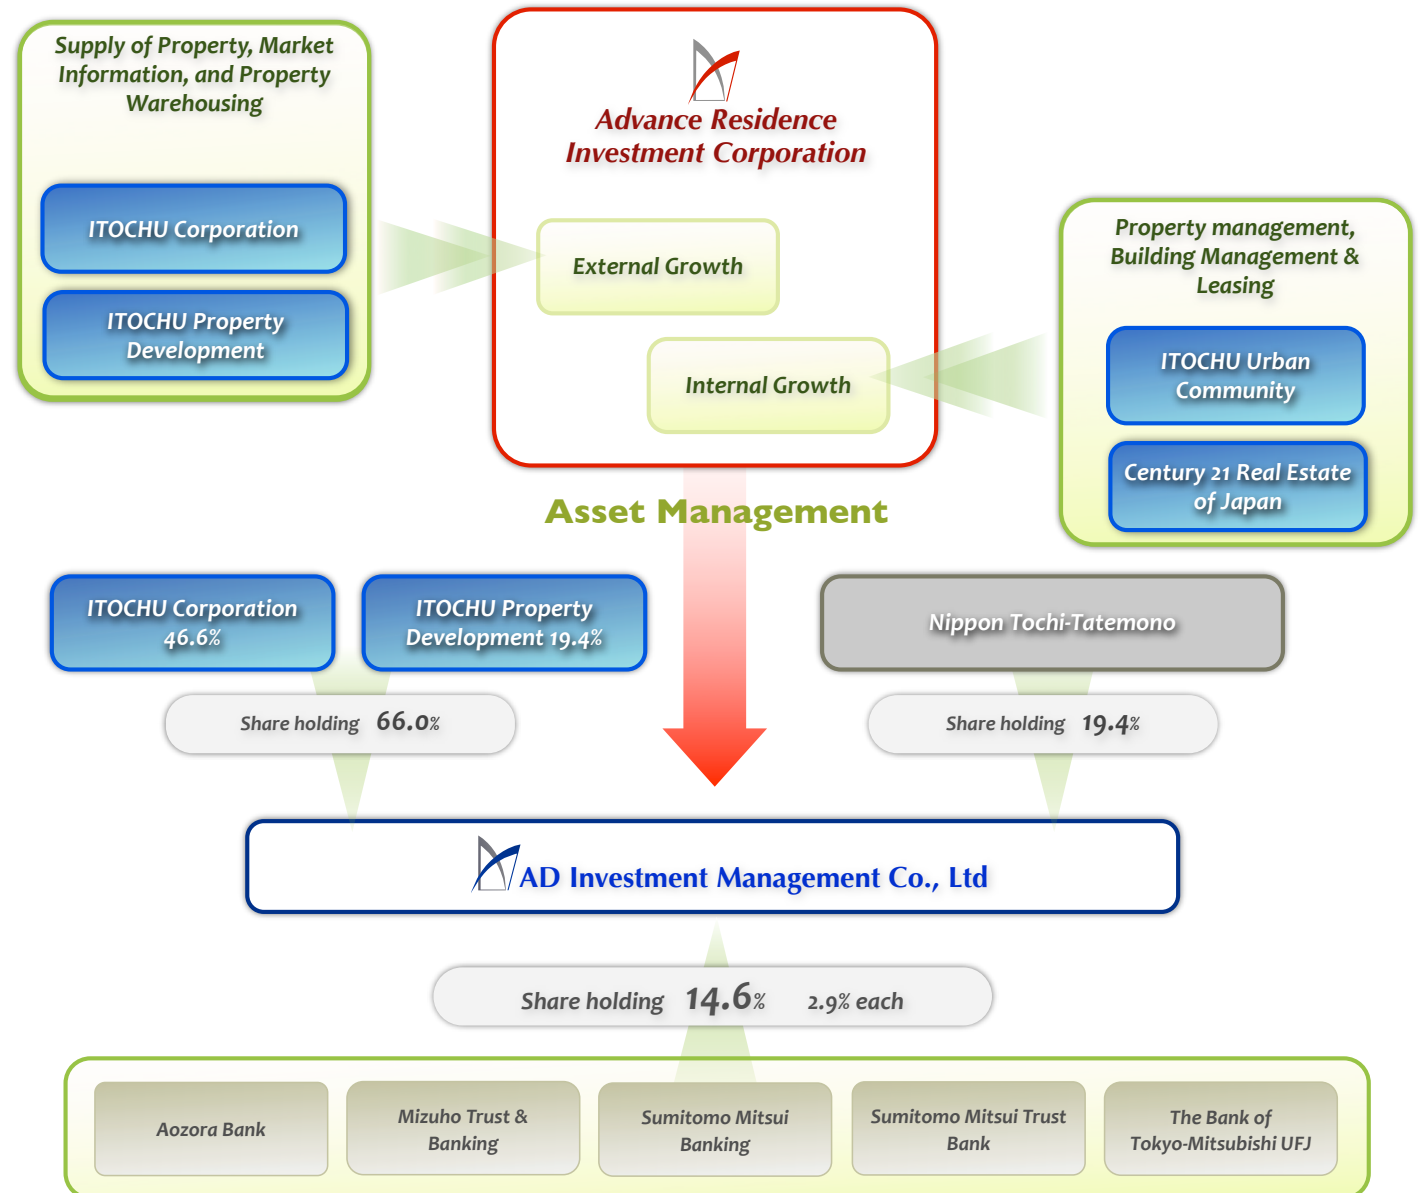 Supply of Property, Market
Information, and Property
Warehousing
ITOCHU Corporation
ITOCHU Property
Development
Advance Residence
Investment Corporation
External Growth
Internal Growth
Property management,
Building Management &
Leasing
ITOCHU Urban
Community
Century 21 Real Estate
of Japan
Asset Management
ITOCHU Corporation
46.6%
ITOCHU Property
Development 19.4%
Nippon Tochi-Tatemono
Share holding 66.0%
Share holding 19.4%
AD Investment Management Co., Ltd
Share holding 14.6% 2.9% each
Aozora Bank
Mizuho Trust &
Banking
Sumitomo Mitsui
Banking
Sumitomo Mitsui Trust
Bank
The Bank of
Tokyo-Mitsubishi UFJ